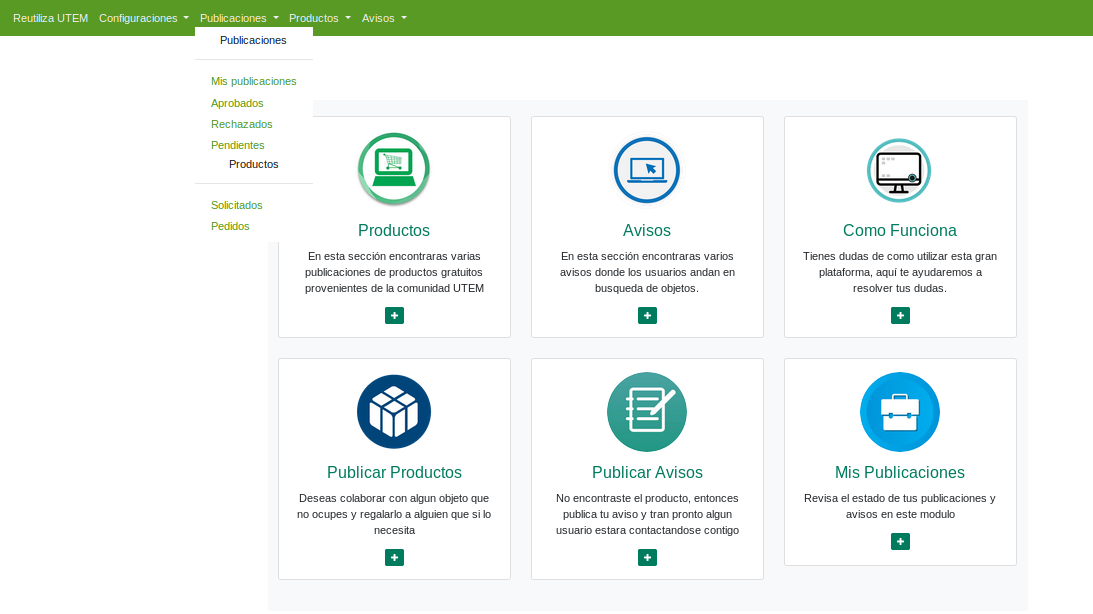 Reutiliza UTEM Configuraciones Publicaciones Productos Avisos
Publicaciones
Mis publicaciones
Aprobados
Rechazados
Pendientes
Productos
Solicitados
Pedidos
Productos
En esta sección encontraras varias
publicaciones de productos gratuitos
provenientes de la comunidad UTEM
Avisos
En esta sección encontraras varios
avisos donde los usuarios andan en
busqueda de objetos.
Como Funciona
Tienes dudas de como utilizar esta gran
plataforma, aquí te ayudaremos a
resolver tus dudas.
Publicar Productos
Deseas colaborar con algun objeto que
no ocupes y regalarlo a alguien que si lo
necesita
Publicar Avisos
No encontraste el producto, entonces
publica tu aviso y tran pronto algun
usuario estara contactandose contigo
Mis Publicaciones
Revisa el estado de tus publicaciones y
avisos en este modulo